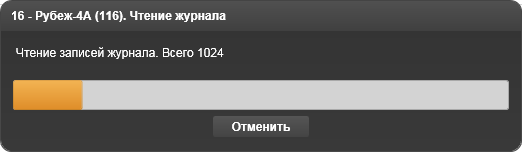 16 - Рубеж-4А (116). Чтение журнала
Чтение записей журнала. Всего 1024
Отменить